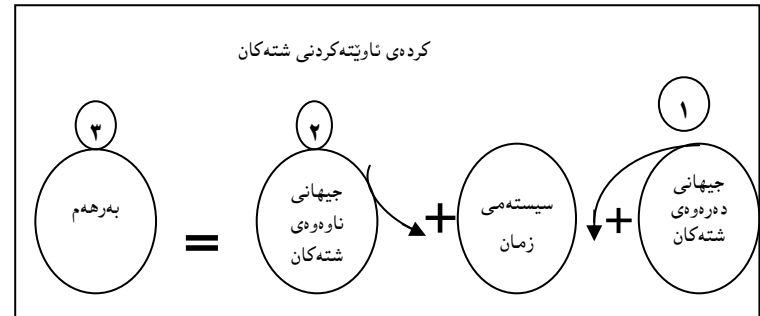 کردەی ئاوێتەکردنی شتەکان
١
جیهانی
دەرەوەی
شتەکان
+
سیستەمی
زمان
+
٢
جیهانی
ناوەوەی
شتەکان
=
٣
بەرهەم